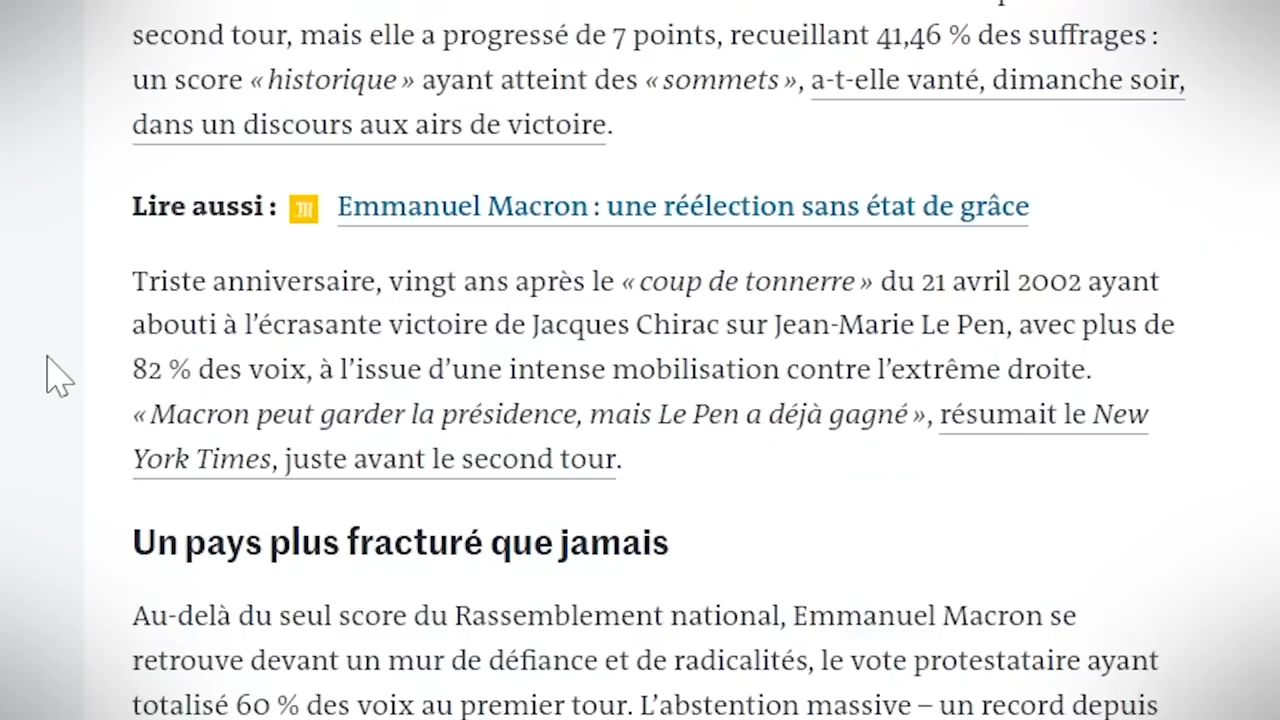 second tour, mais elle a progressé de 7 points, recueillant 41,46 % des suffrages :
un score « historique » ayant atteint des « sommets », a-t-elle vanté, dimanche soir,
dans un discours aux airs de victoire.
Lire aussi : Emmanuel Macron : une réélection sans état de grâce
Triste anniversaire, vingt ans après le « coup de tonnerre » du 21 avril 2002 ayant
abouti à l’écrasante victoire de Jacques Chirac sur Jean-Marie Le Pen, avec plus de
82 % des voix, à l’issue d’une intense mobilisation contre l’extrême droite.
« Macron peut garder la présidence, mais Le Pen a déjà gagné », résumait le New
York Times, juste avant le second tour.
Un pays plus fracturé que jamais
Au-delà du seul score du Rassemblement national, Emmanuel Macron se
retrouve devant un mur de défiance et de radicalités, le vote protestataire ayant
totalisé 60 % des voix au premier tour. L’abstention massive – un record depuis